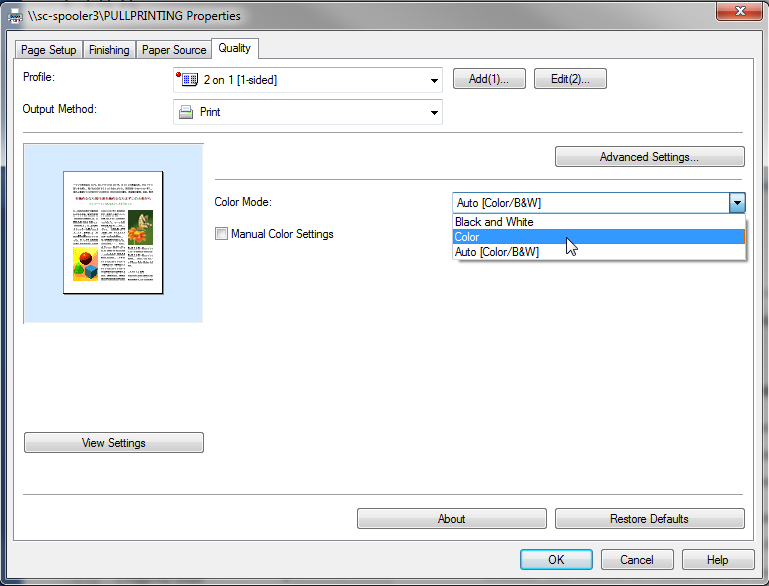 \\sc-spooler3\PULLPRINTING Properties
Page Setup Finishing Paper Source Quality
Profile: 2 on 1 [1-sided] Add(1)... Edit(2)...
Output Method: Print
Advanced Settings...
Color Mode: Auto [Color/B&W]
Black and White
Manual Color Settings Color
Auto [Color/B&W]
View Settings
About Restore Defaults
OK Cancel Help